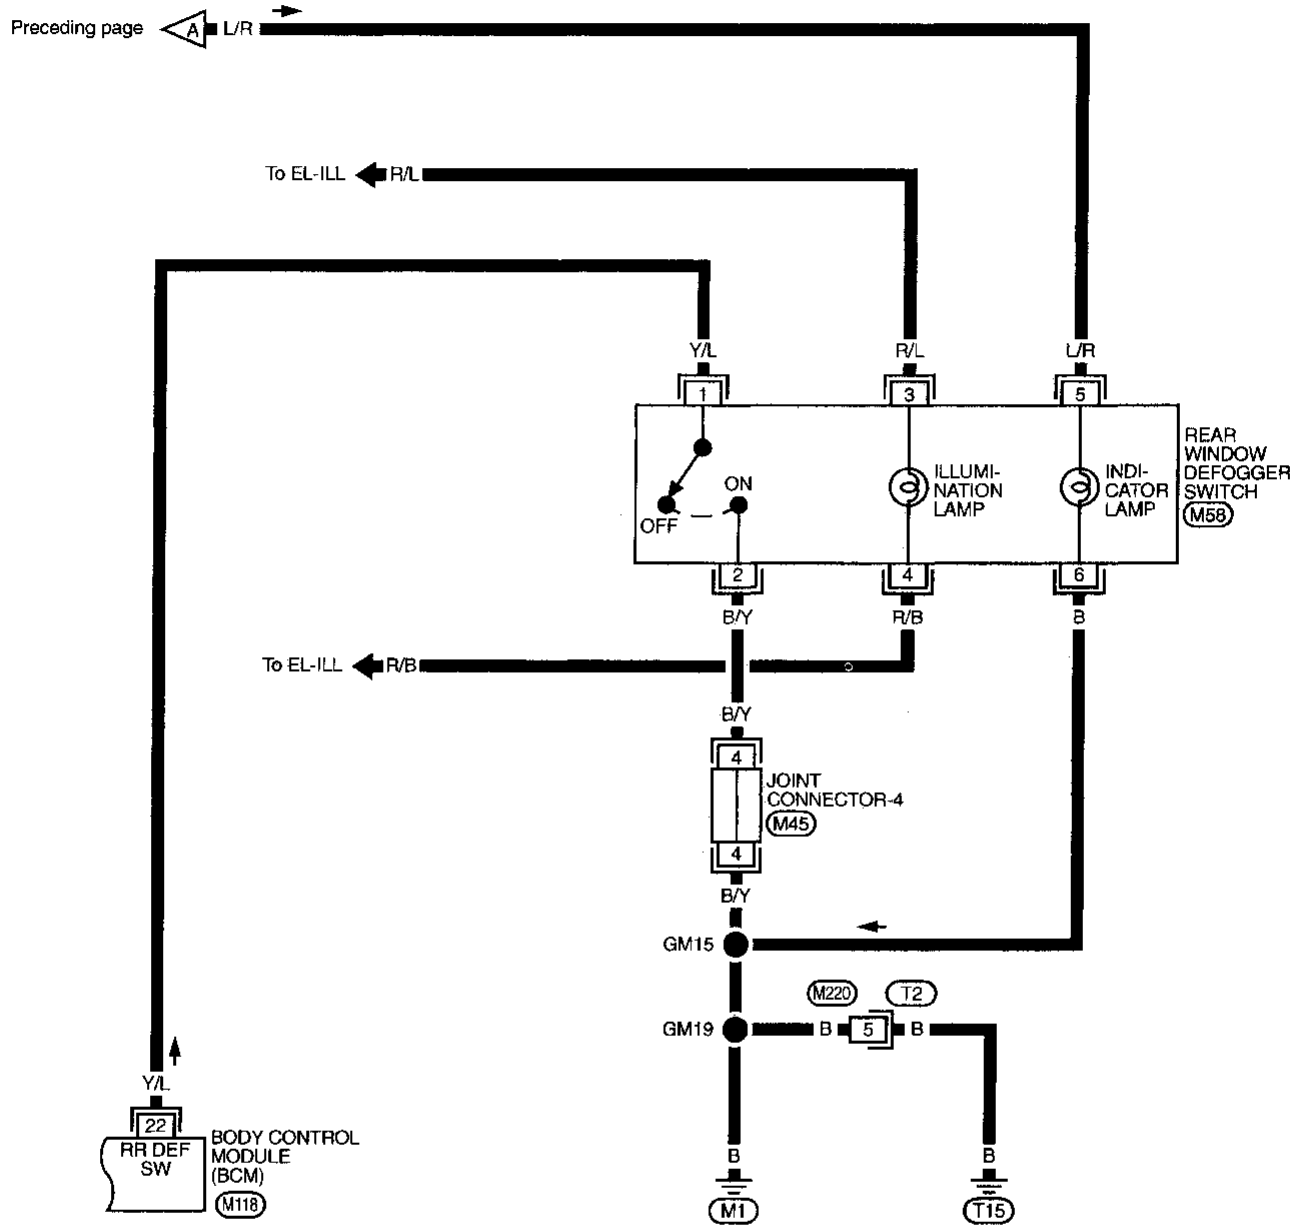 Preceding page
A
L/R
To EL-ILL
R/L
Y/L
R/L
L/R
1
3
5
ON
OFF
ILLUMI-
NATION
LAMP
INDI-
CATOR
LAMP
REAR
WINDOW
DEFOGGER
SWITCH
M58
2
4
6
B/Y
R/B
B
To EL-ILL
R/B
B/Y
4
JOINT
CONNECTOR-4
M45
4
B/Y
GM15
M220
T2
GM19
B
5
B
Y/L
22
RR DEF
SW
BODY CONTROL
MODULE
(BCM)
M118
B
B
M1
T15